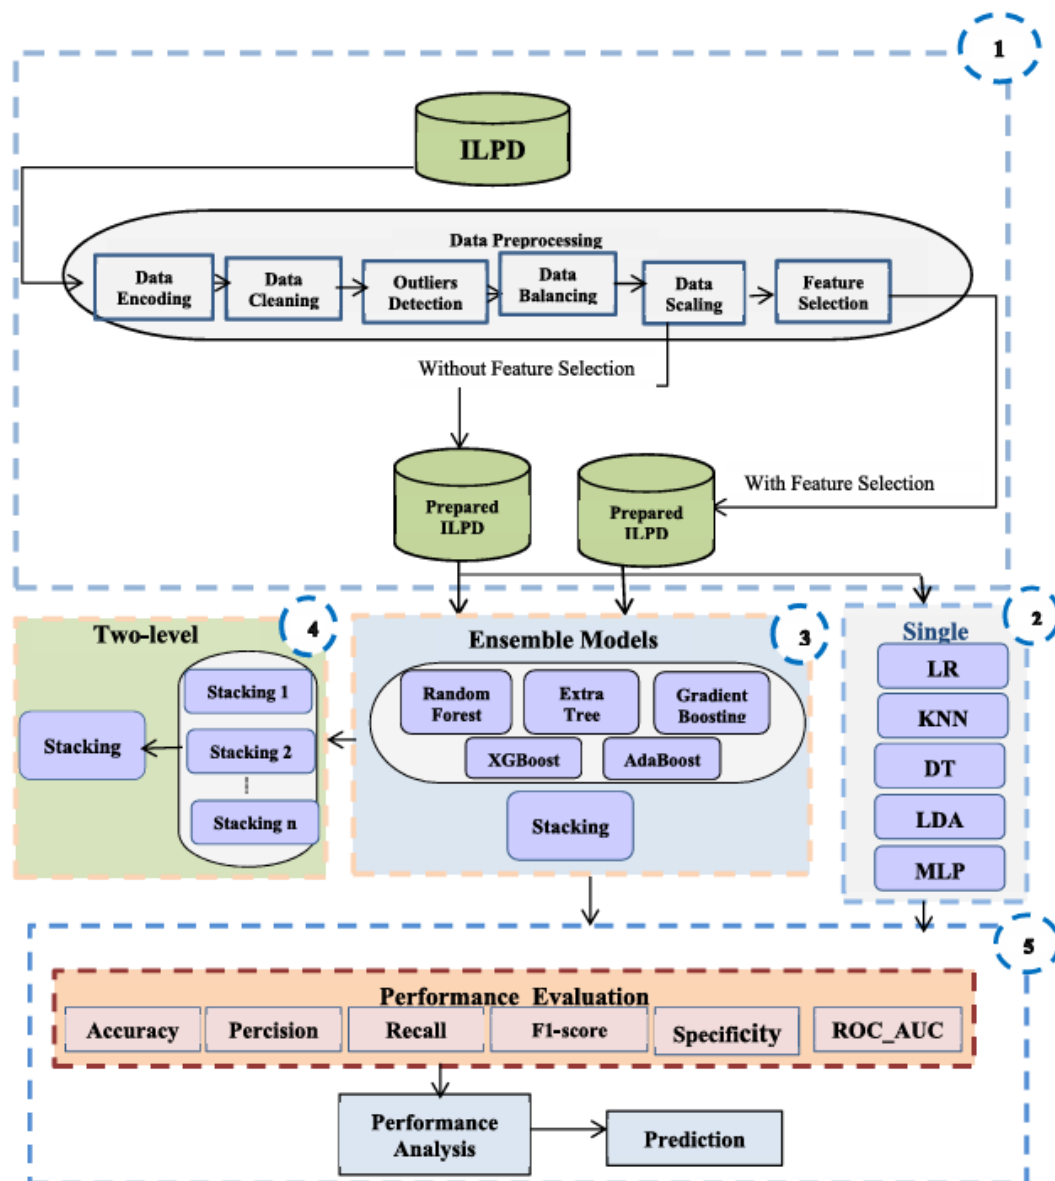 1
ILPD
Data Preprocessing
Data
Encoding
Data
Cleaning
Outliers
Detection
Data
Balancing
Data
Scaling
Feature
Selection
Without Feature Selection
With Feature Selection
Prepared
ILPD
Prepared
ILPD
Two-level
4
Stacking 1
Stacking 2
Stacking n
Stacking
Ensemble Models
3
Random
Forest
Extra
Tree
Gradient
Boosting
XGBoost
AdaBoost
Stacking
Single
2
LR
KNN
DT
LDA
MLP
5
Performance Evaluation
Accuracy
Percision
Recall
F1-score
Specificity
ROC_AUC
Performance
Analysis
Prediction